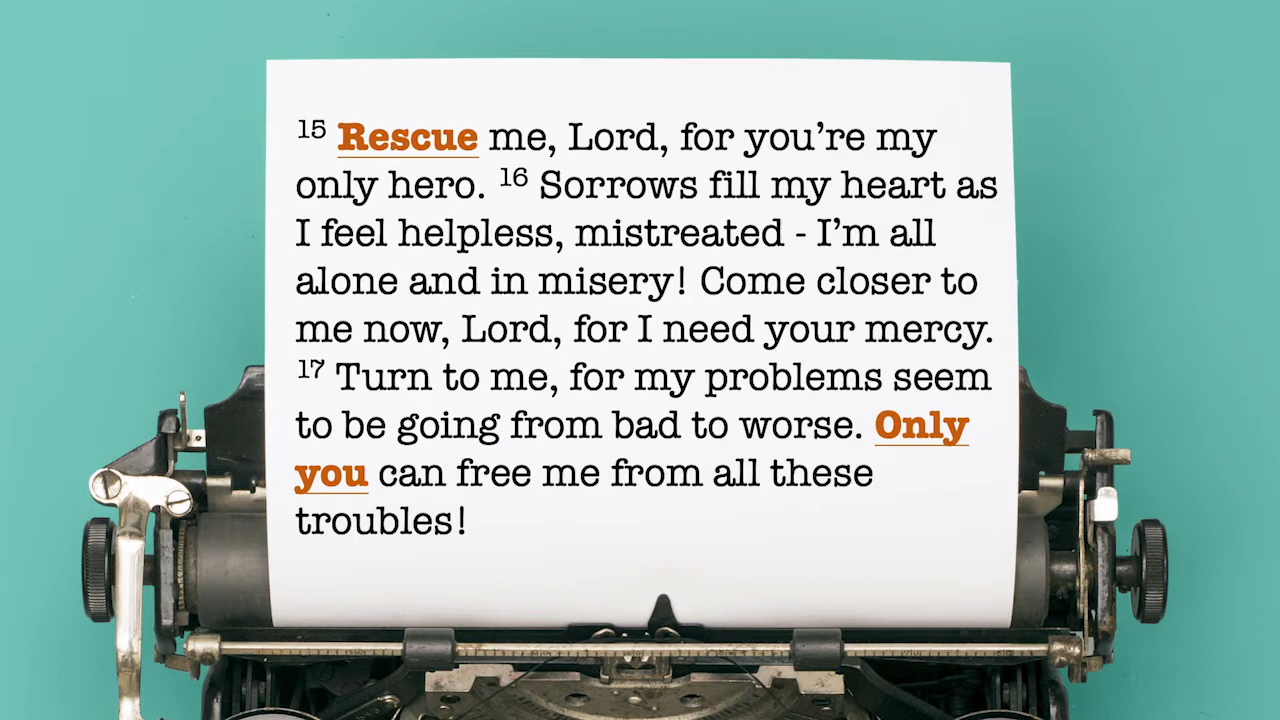 15 Rescue me, Lord, for you’re my
only hero. 16 Sorrows fill my heart as
I feel helpless, mistreated - I’m all
alone and in misery! Come closer to
me now, Lord, for I need your mercy.
17 Turn to me, for my problems seem
to be going from bad to worse. Only
you can free me from all these
troubles!